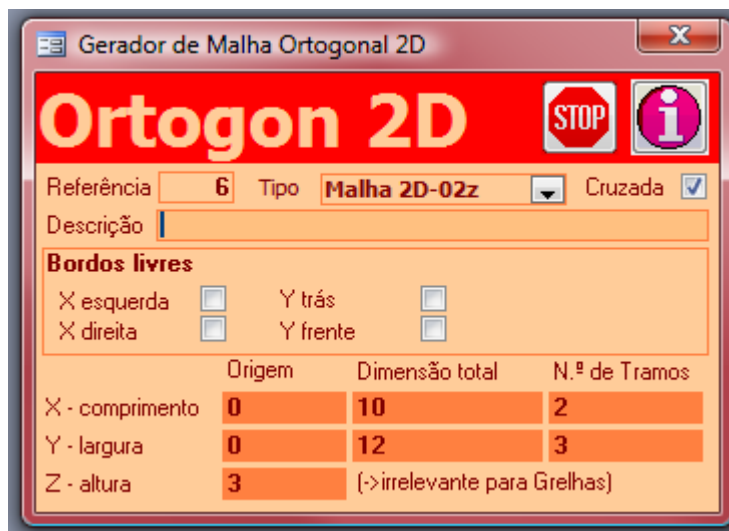 Gerador de Malha Ortogonal 2D
Ortogon 2D STOP i
Referência 6 Tipo Malha 2D-02z Cruzada
Descrição
Bordos livres
X esquerda Y trás
X direita Y frente
Origem Dimensão total N.º de Tramos
X - comprimento 0 10 2
Y - largura 0 12 3
Z - altura 3 (->irrelevante para Grelhas)